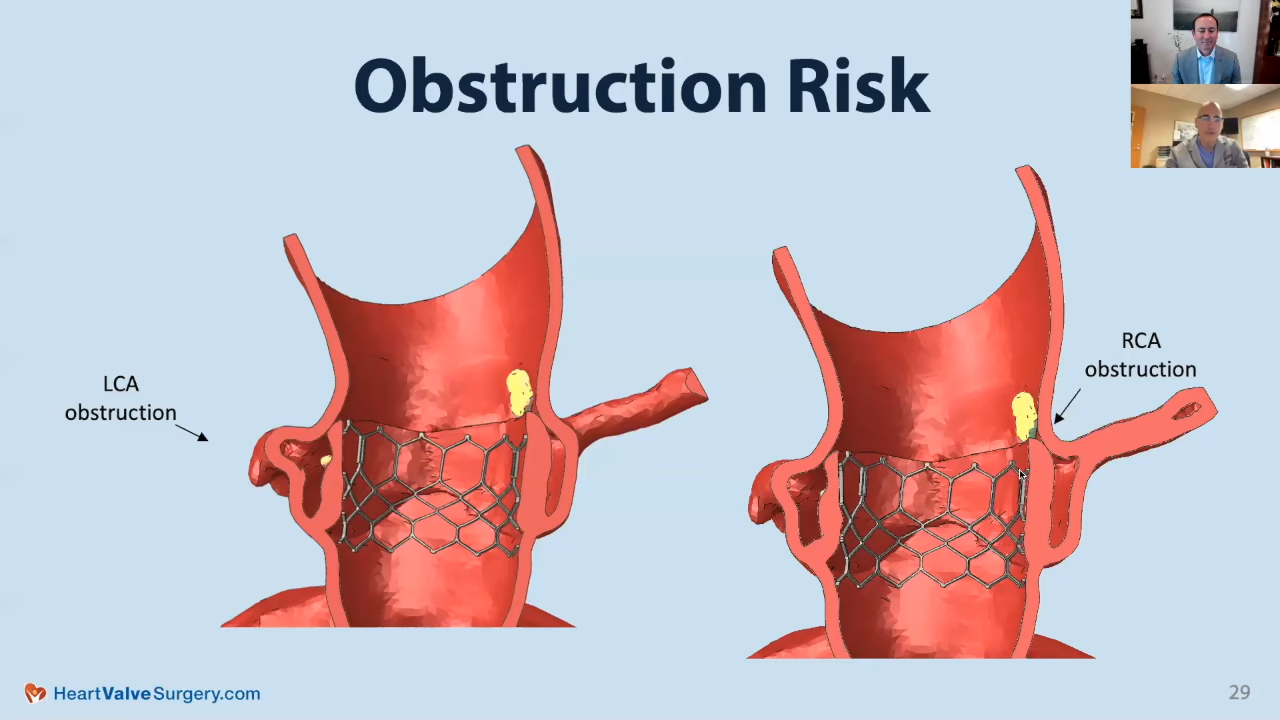 Obstruction Risk
LCA
obstruction
RCA
obstruction
HeartValveSurgery.com
29